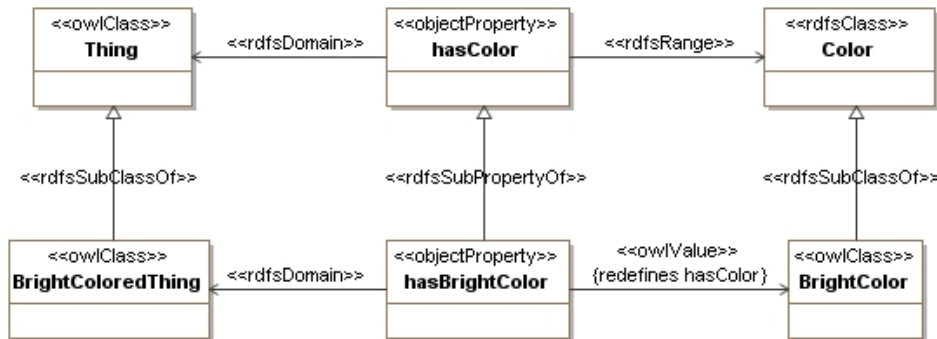 <<owlClass>>
Thing
<<rdfsDomain>>
<<objectProperty>>
hasColor
<<rdfsRange>>
<<rdfsClass>>
Color
<<rdfsSubClassOf>>
<<rdfsSubPropertyOf>>
<<rdfsSubClassOf>>
<<owlClass>>
BrightColoredThing
<<rdfsDomain>>
<<objectProperty>>
hasBrightColor
<<owlValue>>
{redefines hasColor}
<<owlClass>>
BrightColor